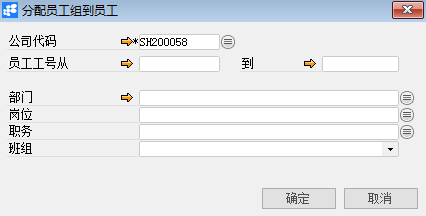 分配员工组到员工
公司代码 *SH200058
员工工号从 到
部门
岗位
职务
班组
确定 取消